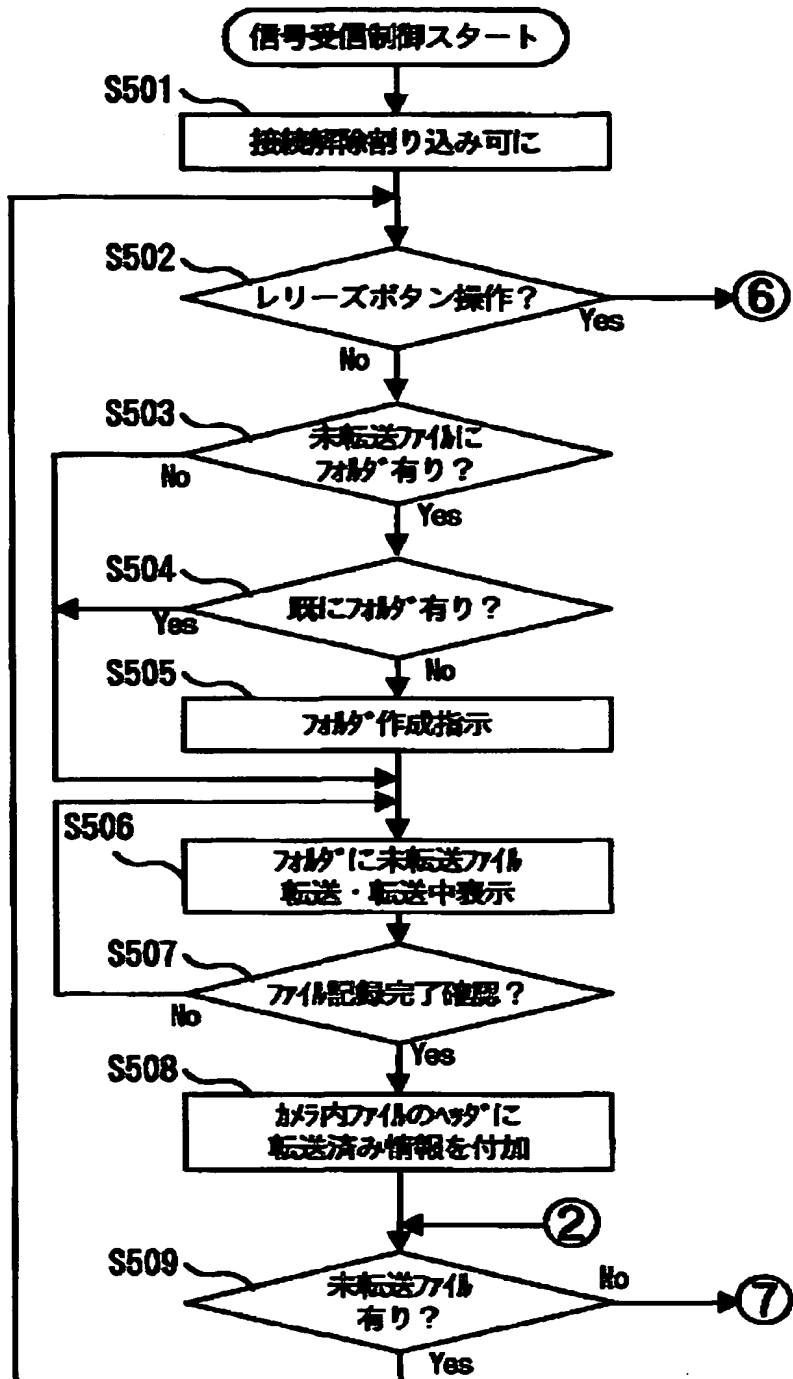 信号受信制御スタート
S501
接続解除割り込み可に
S502
レリーズボタン操作？
Yes
⑥
No
S503
未転送ファイルに
フォルダ有り？
No
Yes
S504
既にフォルダ有り？
Yes
No
S505
フォルダ作成指示
S506
フォルダに未転送ファイル
転送・転送中表示
S507
ファイル記録完了確認？
No
Yes
S508
カメラ内ファイルのヘッダに
転送済み情報を付加
②
S509
未転送ファイル
有り？
No
⑦
Yes